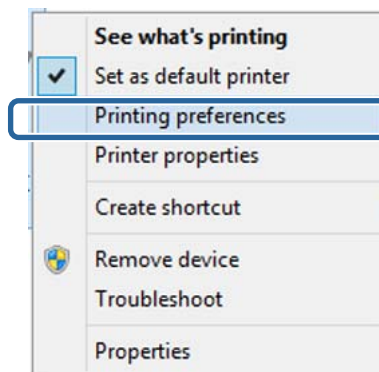 See what's printing
Set as default printer
Printing preferences
Printer properties
Create shortcut
Remove device
Troubleshoot
Properties